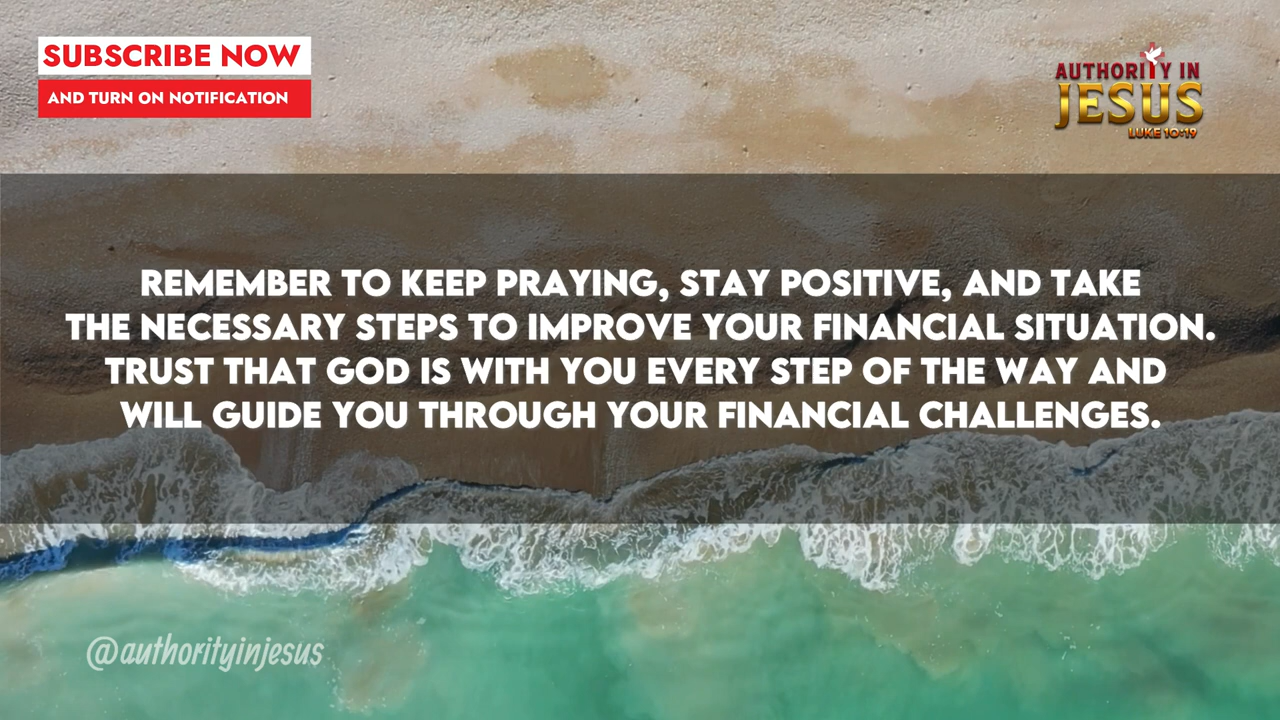 SUBSCRIBE NOW
AND TURN ON NOTIFICATION
AUTHORITY IN
JESUS
LUKE 10:19
REMEMBER TO KEEP PRAYING, STAY POSITIVE, AND TAKE
THE NECESSARY STEPS TO IMPROVE YOUR FINANCIAL SITUATION.
TRUST THAT GOD IS WITH YOU EVERY STEP OF THE WAY AND
WILL GUIDE YOU THROUGH YOUR FINANCIAL CHALLENGES.
@authorityinjesus